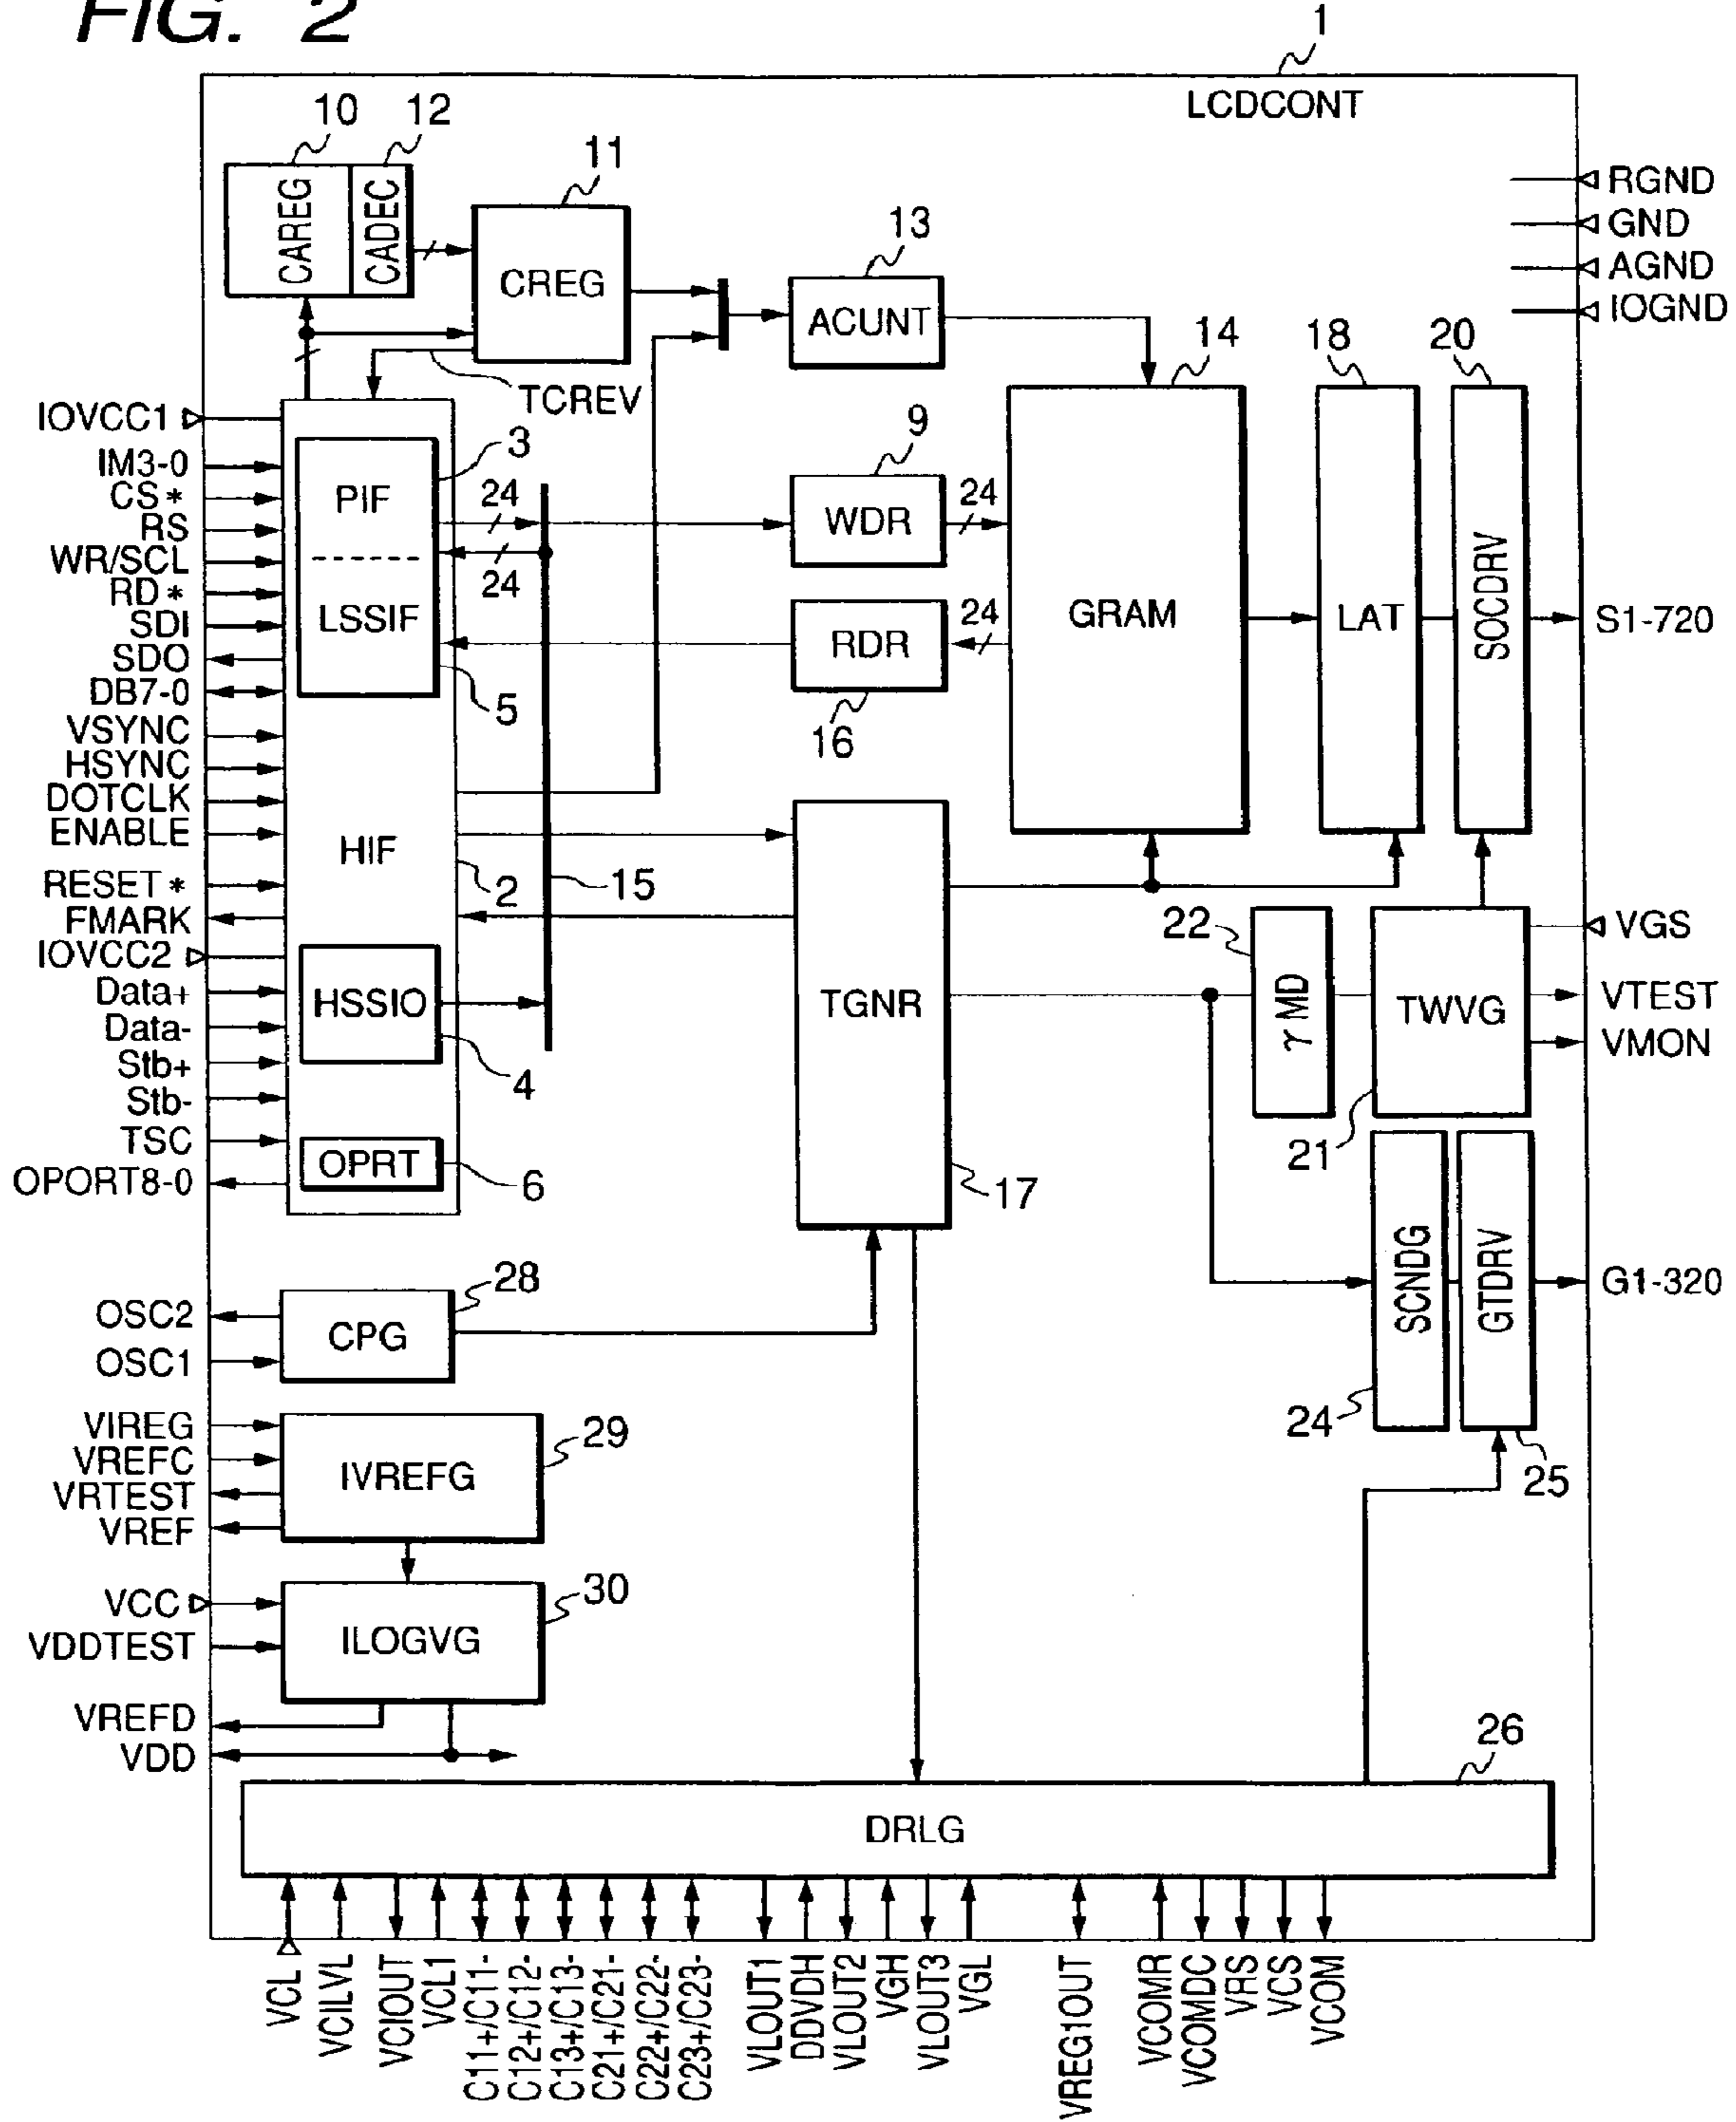 FIG. 2
1
LCDCONT
10
12
11
13
CAREG
CADEC
CREG
ACUNT
TCREV
RGND
GND
AGND
IOGND
14
18
20
IOVCC1
IM3-0
CS*
RS
WR/SCL
RD*
SDI
SDO
DB7-0
VSYNC
HSYNC
DOTCLK
ENABLE
RESET*
FMARK
IOVCC2
Data+
Data-
Stb+
Stb-
TSC
OPORT8-0
3
PIF
LSSIF
5
24
24
9
WDR
24
RDR
24
16
GRAM
LAT
SOCDRV
S1-720
HIF
2
15
HSSIO
4
OPRT
6
TGNR
17
22
γMD
TWVG
21
VGS
VTEST
VMON
SCNDG
GTDRV
24
25
G1-320
OSC2
OSC1
28
CPG
VIREG
VREFC
VRTEST
VREF
29
IVREFG
VCC
VDDTEST
30
ILOGVG
VREFD
VDD
26
DRLG
VCL
VCILVL
VCIOUT
VCL1
C11+/C11-
C12+/C12-
C13+/C13-
C21+/C21-
C22+/C22-
C23+/C23-
VLOUT1
DDVDH
VLOUT2
VGH
VLOUT3
VGL
VREG1OUT
VCOMR
VCOMDC
VRS
VCS
VCOM